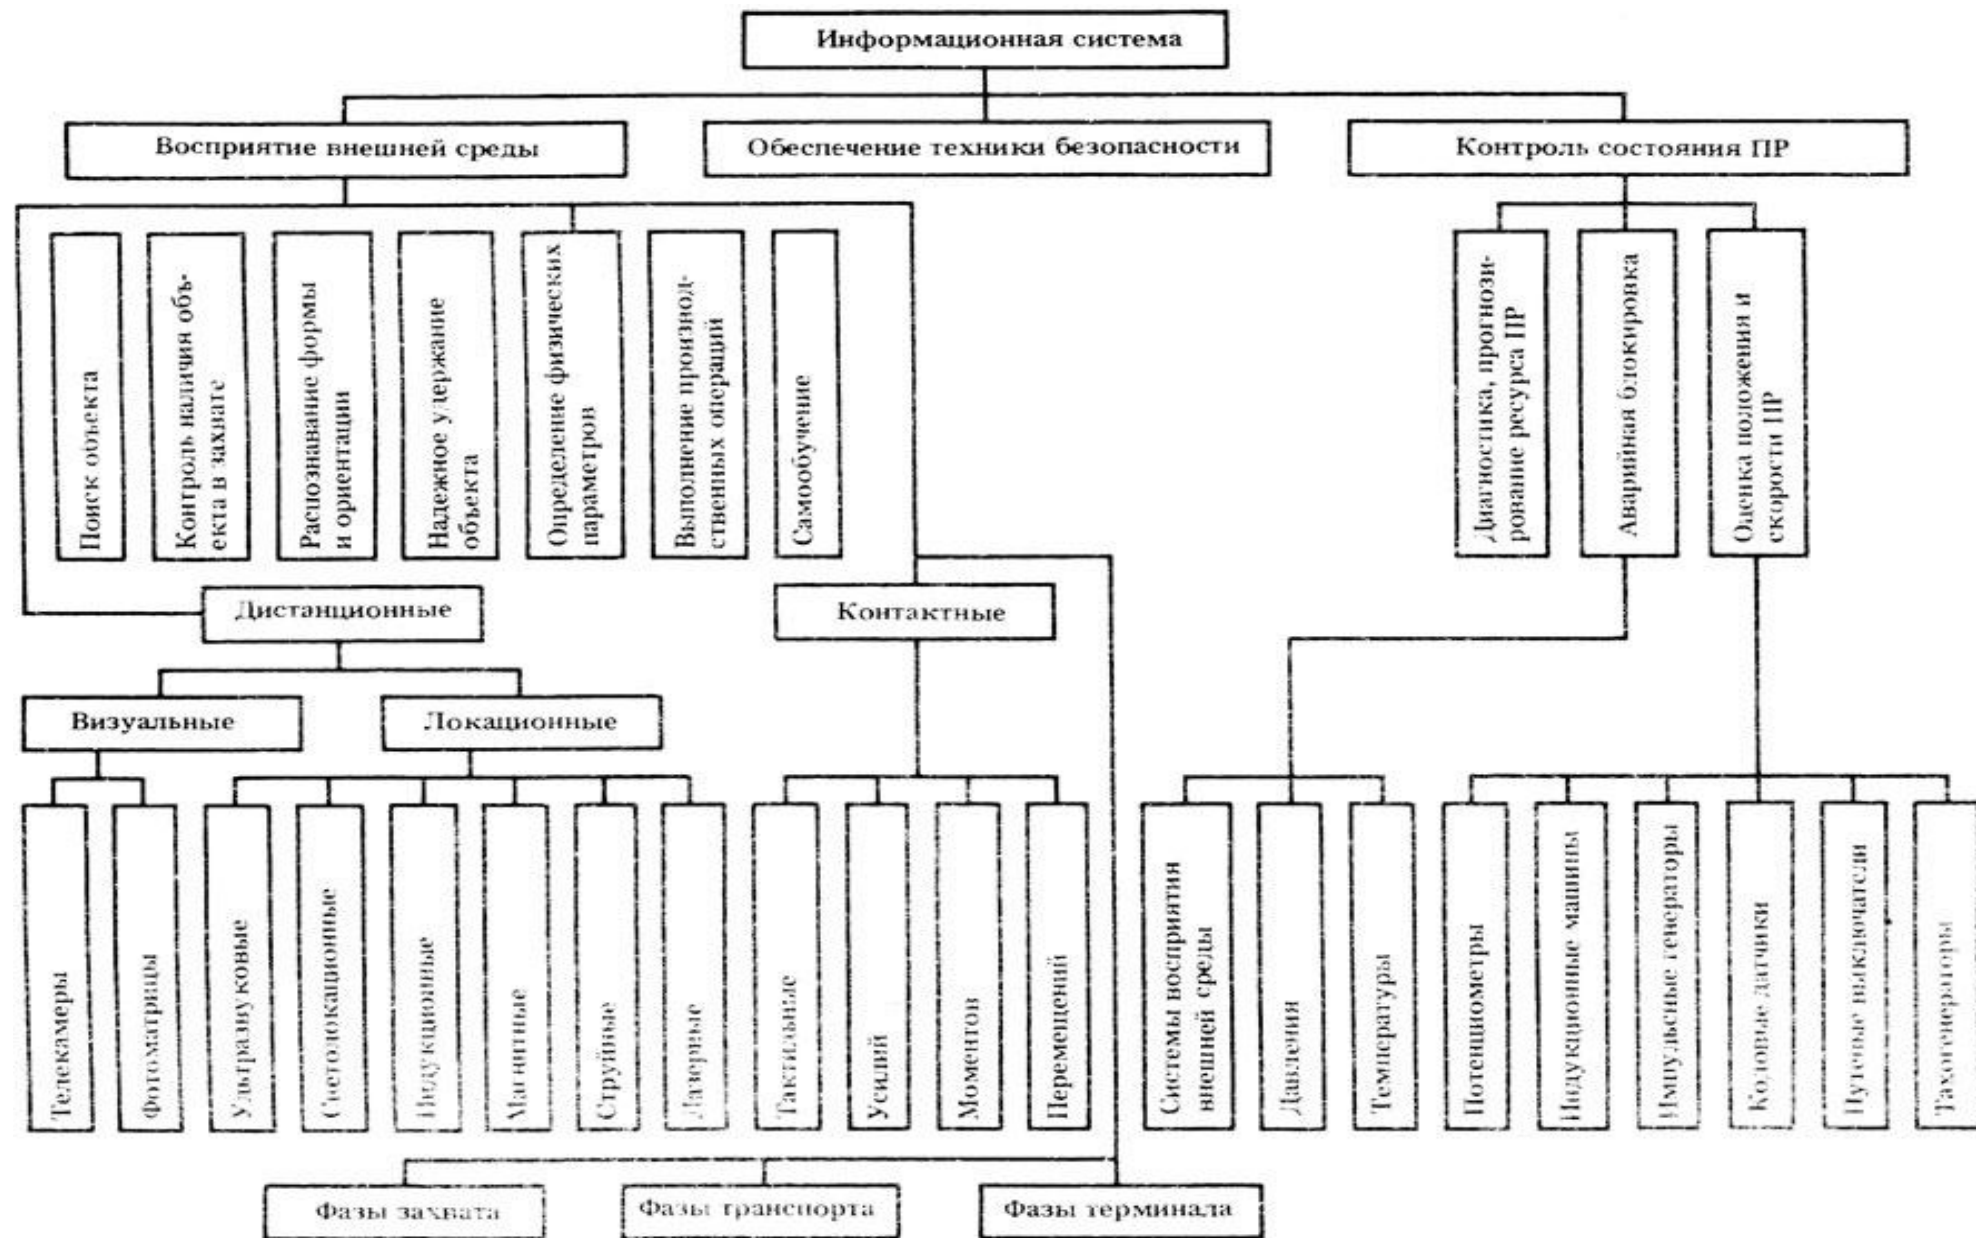 Информационная система
Восприятие внешней среды
Обеспечение техники безопасности
Контроль состояния ПР
Поиск объекта
Контроль наличия объ-
екта в захвате
Распознавание формы
и ориентации
Надежное удержание
объекта
Определение физических
параметров
Выполнение производ-
ственных операций
Самообучение
Диагностика, прогнози-
рование ресурса ПР
Аварийная блокировка
Оценка положения и
скорости ПР
Дистанционные
Контактные
Визуальные
Локационные
Телекамеры
Фотоматрицы
Ультразвуковые
Светолокационные
Индукционные
Магнитные
Струйные
Лазерные
Тактильные
Усилий
Моментов
Перемещений
Системы восприятия
внешней среды
Давления
Температуры
Потенциометры
Индукционные машины
Импульсные генераторы
Кодовые датчики
Путевые выключатели
Тахогенераторы
Фазы захвата
Фазы транспорта
Фазы терминала